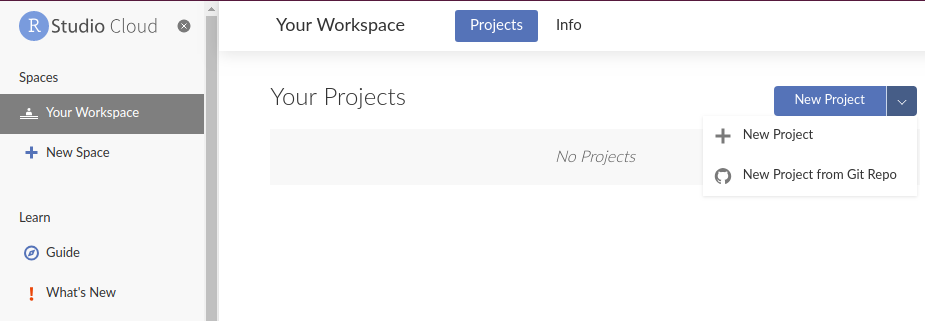 R Studio Cloud
Spaces
Your Workspace
New Space
Learn
Guide
What's New
Your Workspace Projects Info
Your Projects New Project
No Projects
New Project
New Project from Git Repo